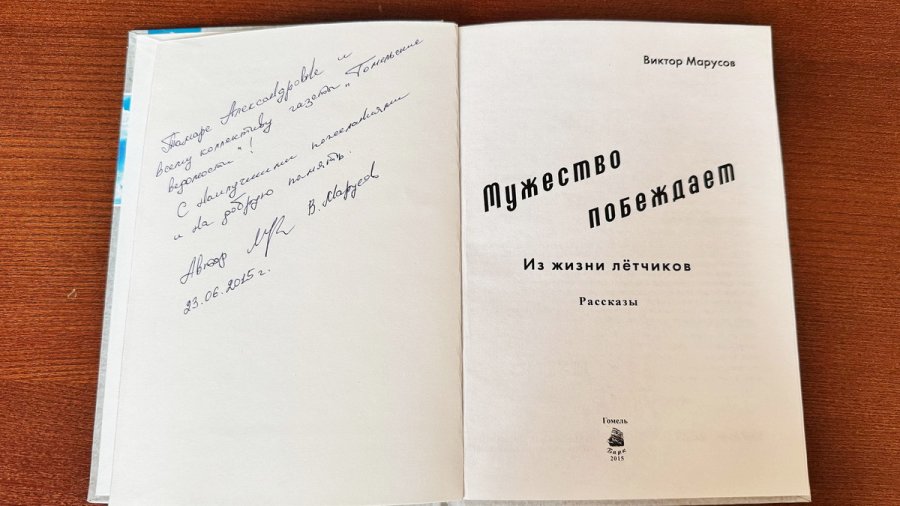 Тамаре Александровне и
всему коллективу газеты "Гомельские
ведомости"!
С наилучшими пожеланиями
и на добрую память.
Автор В. Марусов
23.06.2015 г.
Виктор Марусов
Мужество
побеждает
Из жизни лётчиков
Рассказы
Гомель
Барк
2015